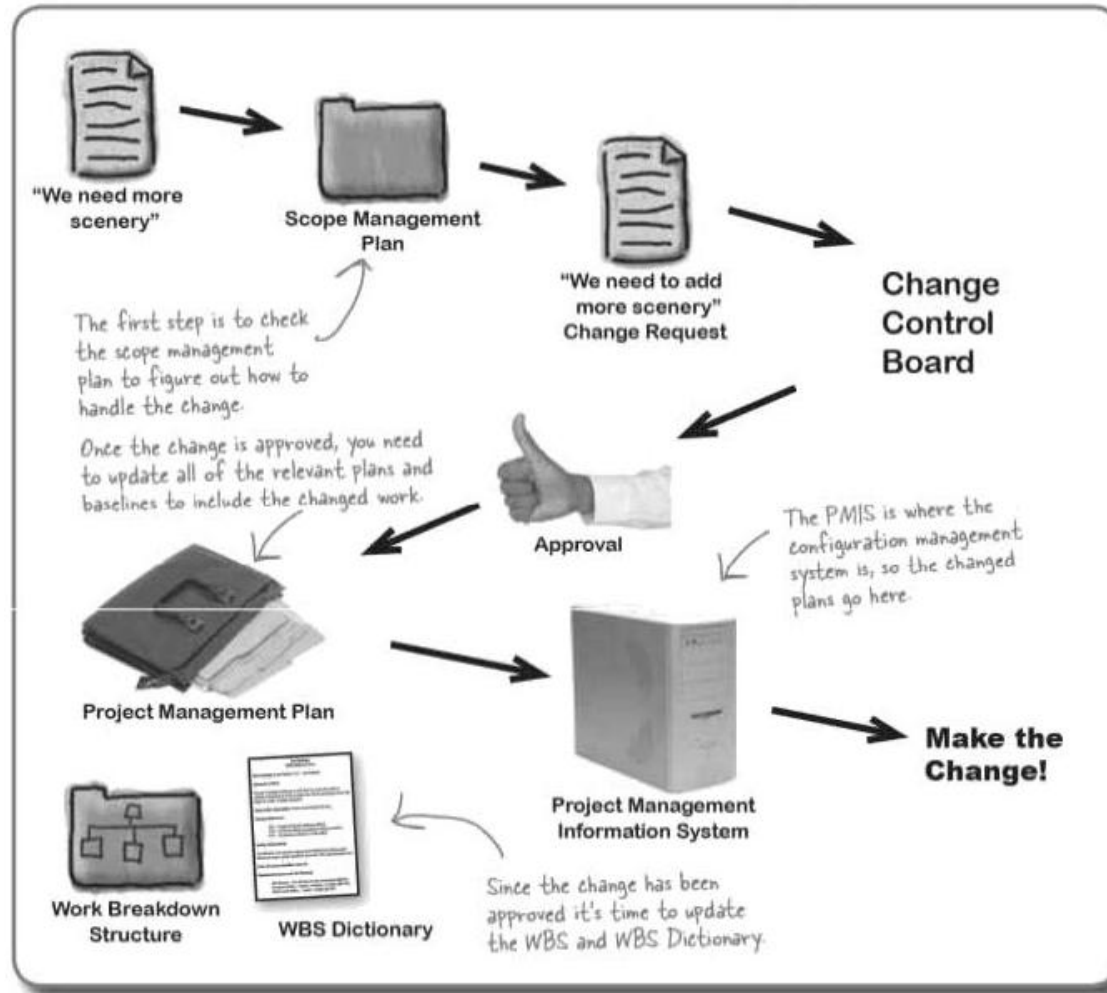 "We need more
scenery"
Scope Management
Plan
"We need to add
more scenery"
Change Request
Change
Control
Board
The first step is to check
the scope management
plan to figure out how to
handle the change.
Once the change is approved, you need
to update all of the relevant plans and
baselines to include the changed work.
Approval
The PMIS is where the
configuration management
system is, so the changed
plans go here.
Project Management Plan
Project Management
Information System
Make the
Change!
Work Breakdown
Structure
WBS Dictionary
Since the change has been
approved it's time to update
the WBS and WBS Dictionary.